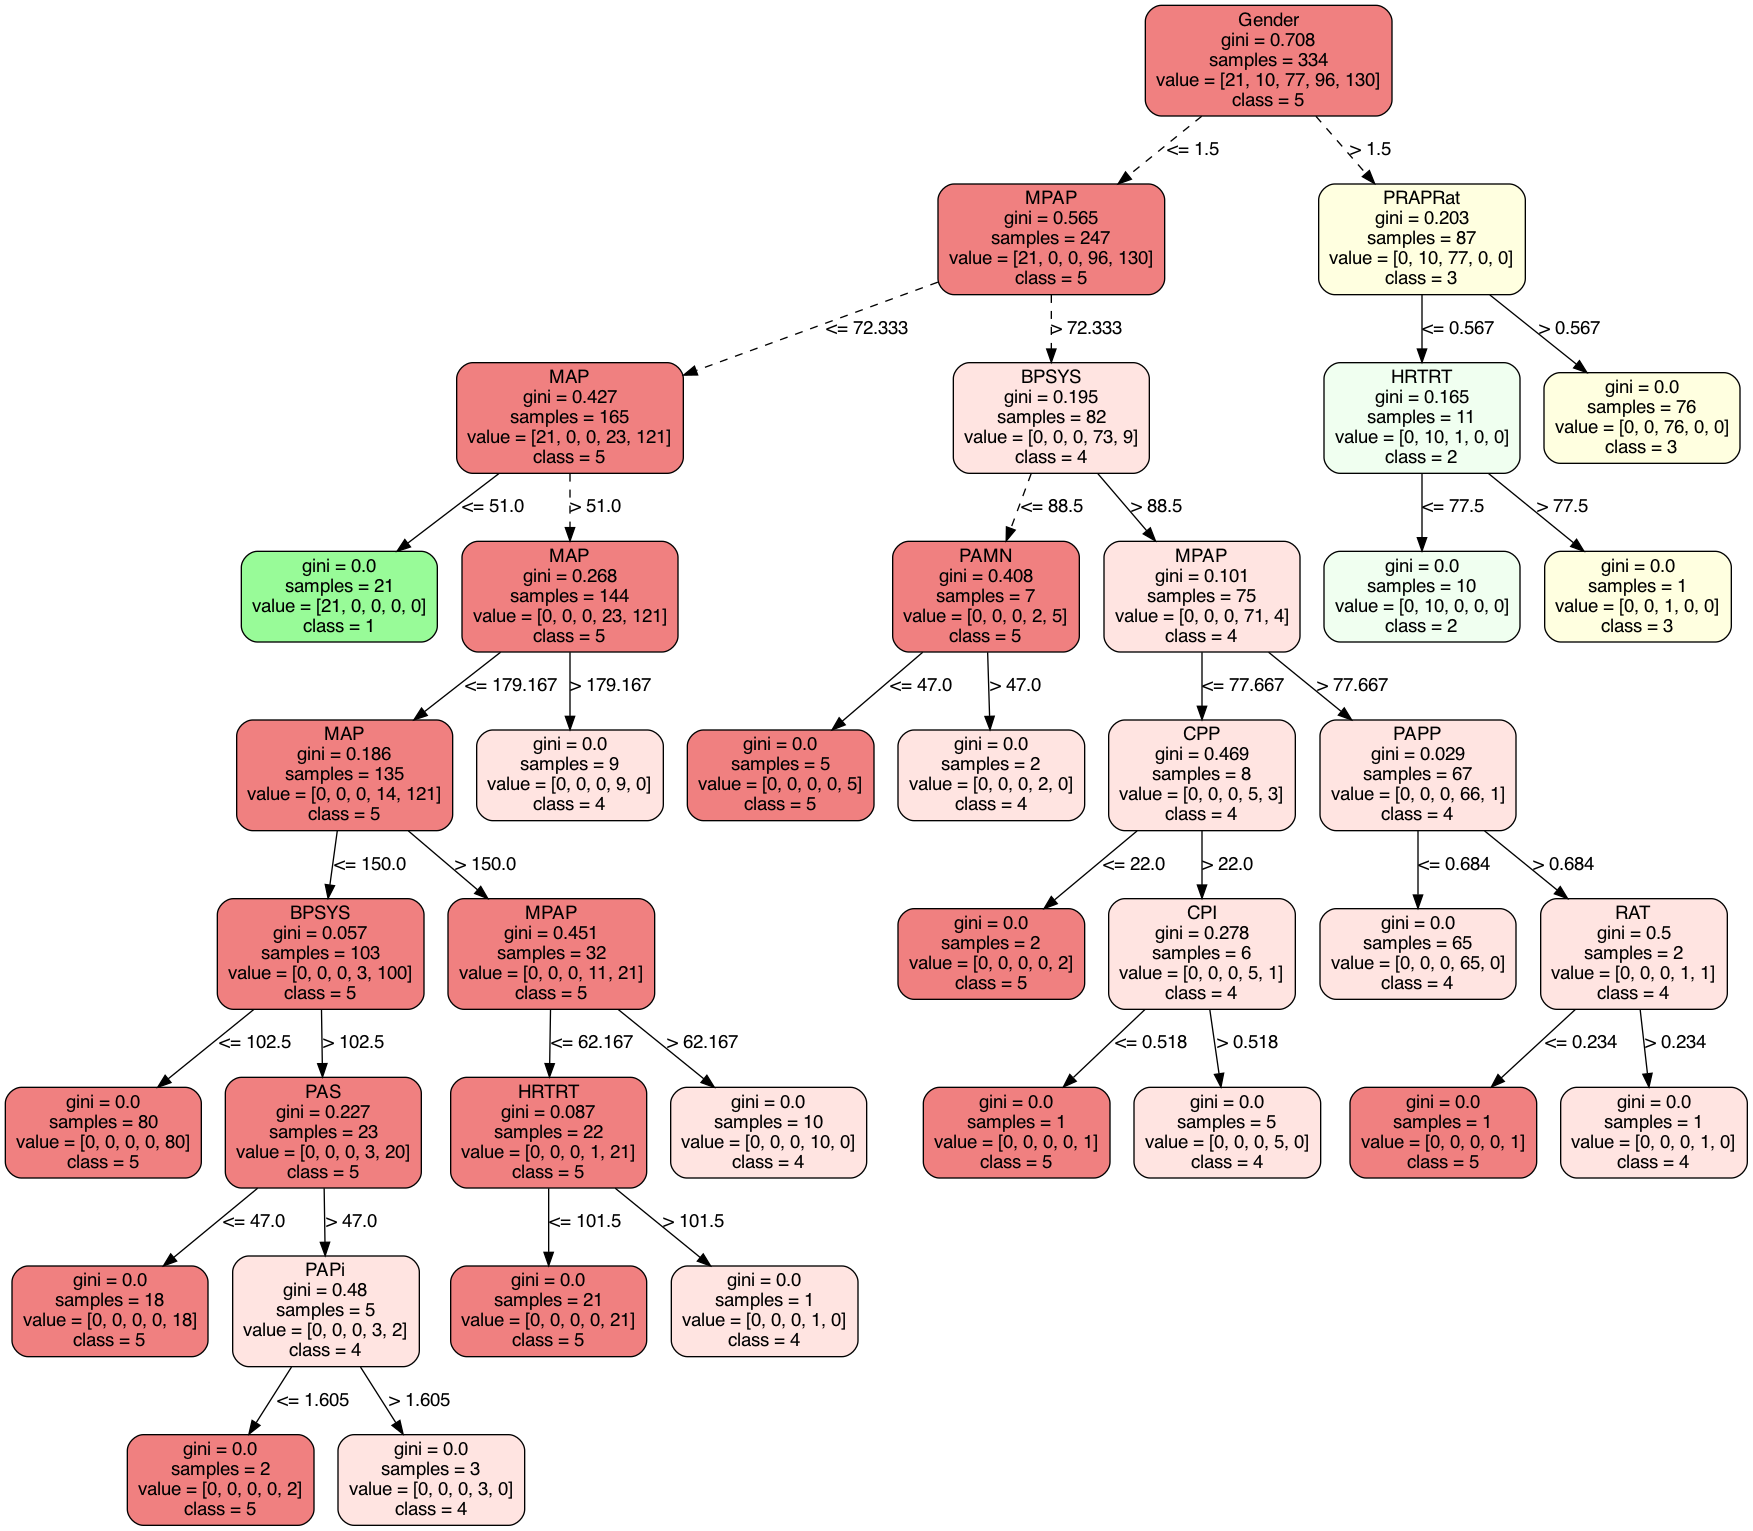 Gender
gini = 0.708
samples = 334
value = [21, 10, 77, 96, 130]
class = 5
<= 1.5
> 1.5
MPAP
gini = 0.565
samples = 247
value = [21, 0, 0, 96, 130]
class = 5
PRAPRat
gini = 0.203
samples = 87
value = [0, 10, 77, 0, 0]
class = 3
<= 72.333
> 72.333
<= 0.567
> 0.567
MAP
gini = 0.427
samples = 165
value = [21, 0, 0, 23, 121]
class = 5
BPSYS
gini = 0.195
samples = 82
value = [0, 0, 0, 73, 9]
class = 4
HRTRT
gini = 0.165
samples = 11
value = [0, 10, 1, 0, 0]
class = 2
gini = 0.0
samples = 76
value = [0, 0, 76, 0, 0]
class = 3
<= 51.0
> 51.0
<= 88.5
> 88.5
<= 77.5
> 77.5
gini = 0.0
samples = 21
value = [21, 0, 0, 0, 0]
class = 1
MAP
gini = 0.268
samples = 144
value = [0, 0, 0, 23, 121]
class = 5
PAMN
gini = 0.408
samples = 7
value = [0, 0, 0, 2, 5]
class = 5
MPAP
gini = 0.101
samples = 75
value = [0, 0, 0, 71, 4]
class = 4
gini = 0.0
samples = 10
value = [0, 10, 0, 0, 0]
class = 2
gini = 0.0
samples = 1
value = [0, 0, 1, 0, 0]
class = 3
<= 179.167
> 179.167
<= 47.0
> 47.0
<= 77.667
> 77.667
MAP
gini = 0.186
samples = 135
value = [0, 0, 0, 14, 121]
class = 5
gini = 0.0
samples = 9
value = [0, 0, 0, 9, 0]
class = 4
gini = 0.0
samples = 5
value = [0, 0, 0, 0, 5]
class = 5
gini = 0.0
samples = 2
value = [0, 0, 0, 2, 0]
class = 4
CPP
gini = 0.469
samples = 8
value = [0, 0, 0, 5, 3]
class = 4
PAPP
gini = 0.029
samples = 67
value = [0, 0, 0, 66, 1]
class = 4
<= 150.0
> 150.0
<= 22.0
> 22.0
<= 0.684
> 0.684
BPSYS
gini = 0.057
samples = 103
value = [0, 0, 0, 3, 100]
class = 5
MPAP
gini = 0.451
samples = 32
value = [0, 0, 0, 11, 21]
class = 5
gini = 0.0
samples = 2
value = [0, 0, 0, 0, 2]
class = 5
CPI
gini = 0.278
samples = 6
value = [0, 0, 0, 5, 1]
class = 4
gini = 0.0
samples = 65
value = [0, 0, 0, 65, 0]
class = 4
RAT
gini = 0.5
samples = 2
value = [0, 0, 0, 1, 1]
class = 4
<= 102.5
> 102.5
<= 62.167
> 62.167
<= 0.518
> 0.518
<= 0.234
> 0.234
gini = 0.0
samples = 80
value = [0, 0, 0, 0, 80]
class = 5
PAS
gini = 0.227
samples = 23
value = [0, 0, 0, 3, 20]
class = 5
HRTRT
gini = 0.087
samples = 22
value = [0, 0, 0, 1, 21]
class = 5
gini = 0.0
samples = 10
value = [0, 0, 0, 10, 0]
class = 4
gini = 0.0
samples = 1
value = [0, 0, 0, 0, 1]
class = 5
gini = 0.0
samples = 5
value = [0, 0, 0, 5, 0]
class = 4
gini = 0.0
samples = 1
value = [0, 0, 0, 0, 1]
class = 5
gini = 0.0
samples = 1
value = [0, 0, 0, 1, 0]
class = 4
<= 47.0
> 47.0
<= 101.5
> 101.5
gini = 0.0
samples = 18
value = [0, 0, 0, 0, 18]
class = 5
PAPi
gini = 0.48
samples = 5
value = [0, 0, 0, 3, 2]
class = 4
gini = 0.0
samples = 21
value = [0, 0, 0, 0, 21]
class = 5
gini = 0.0
samples = 1
value = [0, 0, 0, 1, 0]
class = 4
<= 1.605
> 1.605
gini = 0.0
samples = 2
value = [0, 0, 0, 0, 2]
class = 5
gini = 0.0
samples = 3
value = [0, 0, 0, 3, 0]
class = 4